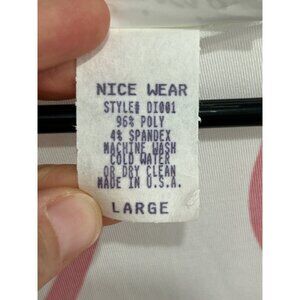 NICE WEAR
STYLE# DI001
96% POLY
4% SPANDEX
MACHINE WASH
COLD WATER
OR DRY CLEAN
MADE IN U.S.A.
LARGE